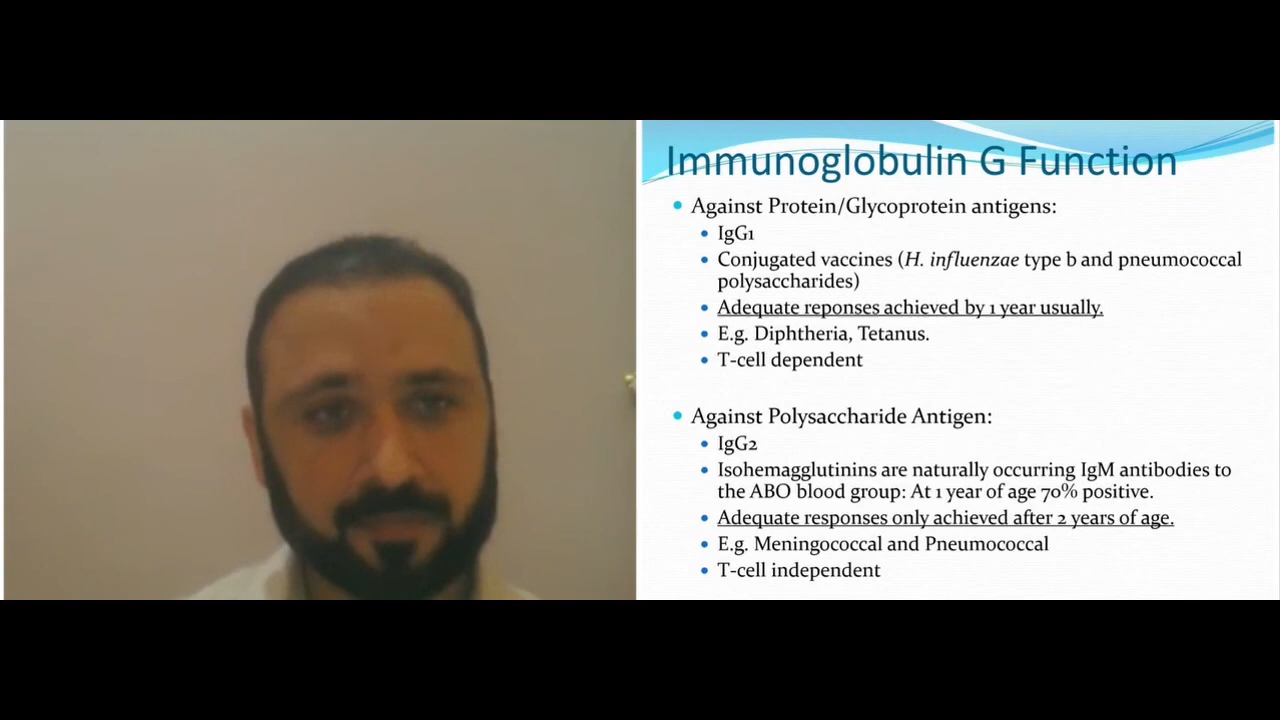 Immunoglobulin G Function
• Against Protein/Glycoprotein antigens:
• IgG1
• Conjugated vaccines (H. influenzae type b and pneumococcal
polysaccharides)
• Adequate reponses achieved by 1 year usually.
• E.g. Diphtheria, Tetanus.
• T-cell dependent
• Against Polysaccharide Antigen:
• IgG2
• Isohemagglutinins are naturally occurring IgM antibodies to
the ABO blood group: At 1 year of age 70% positive.
• Adequate responses only achieved after 2 years of age.
• E.g. Meningococcal and Pneumococcal
• T-cell independent